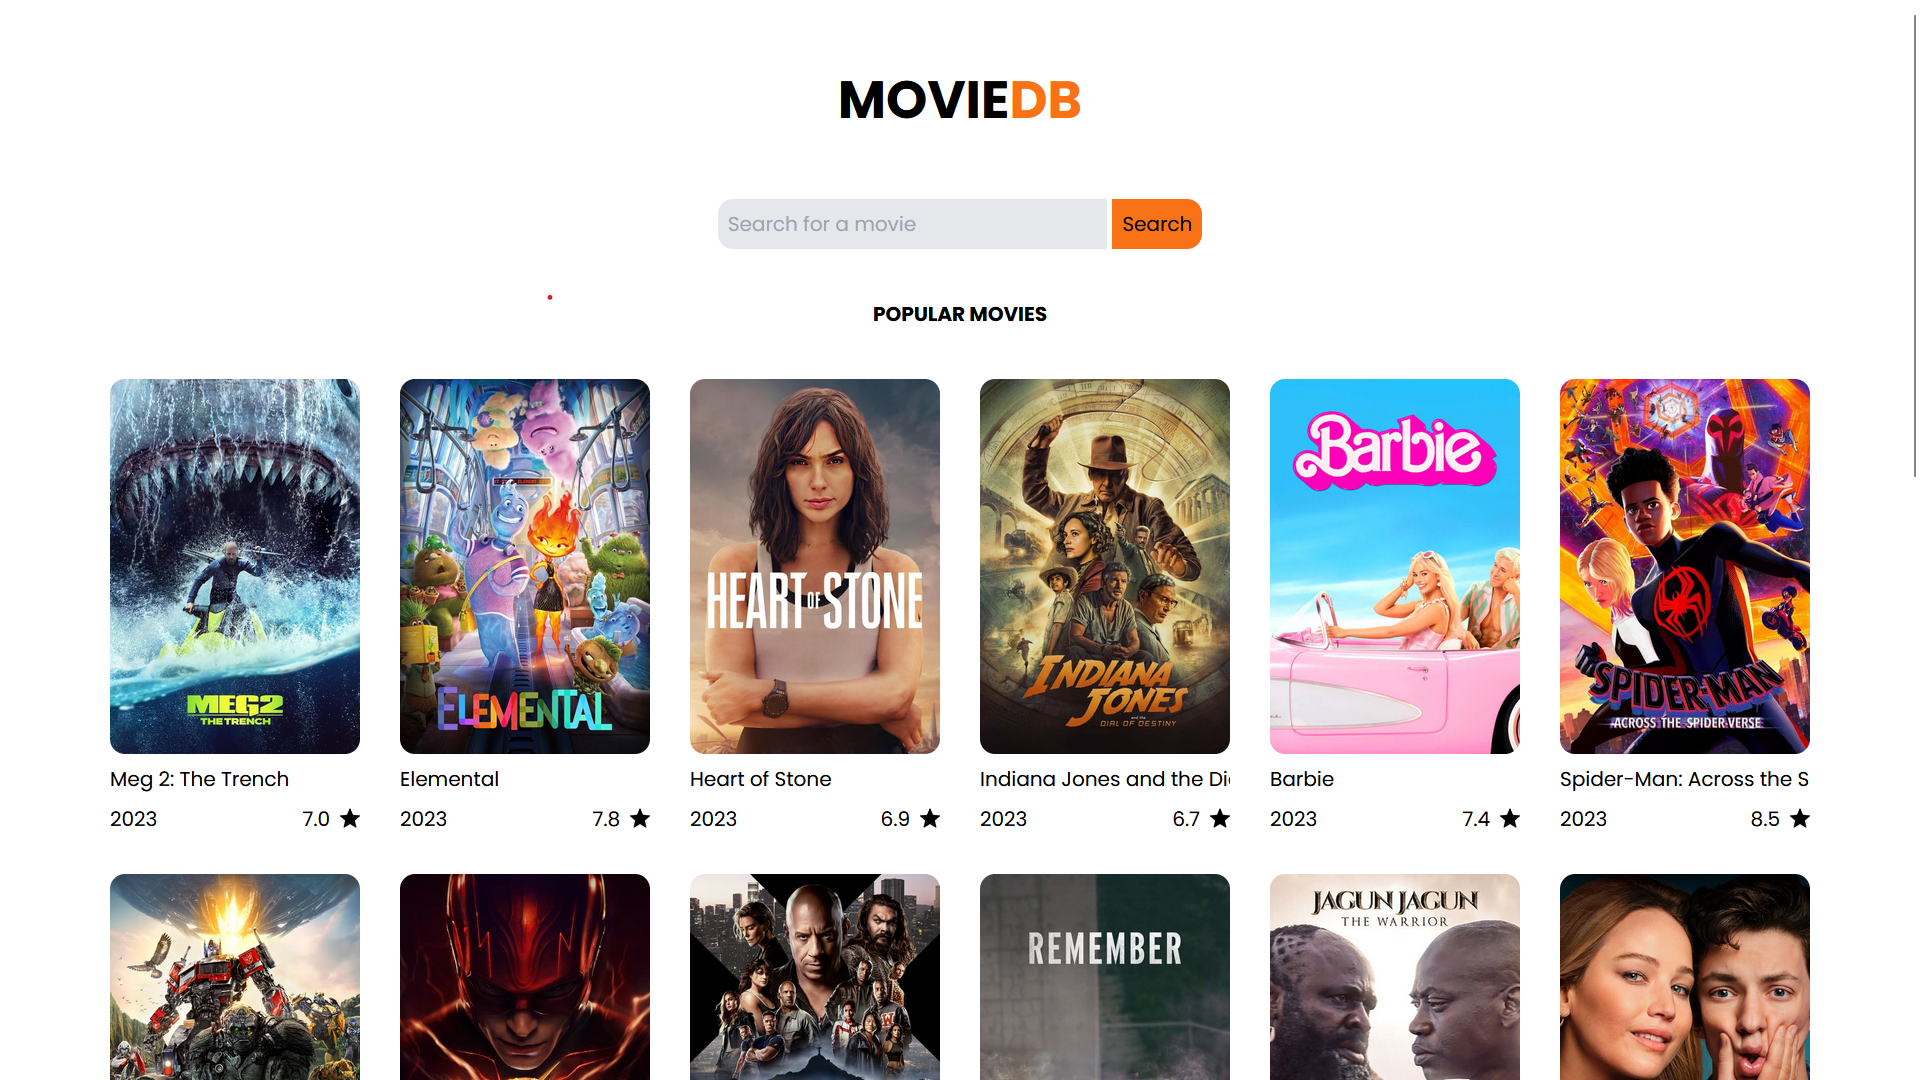 MOVIEDB
Search for a movie
Search
POPULAR MOVIES
MEG2
THE TRENCH
ELEMENTAL
HEART OF STONE
INDIANA
JONES
and the
DIAL OF DESTINY
Barbie
SPIDER-MAN
ACROSS THE SPIDER-VERSE
Meg 2: The Trench
Elemental
Heart of Stone
Indiana Jones and the Di
Barbie
Spider-Man: Across the S
2023 7.0
2023 7.8
2023 6.9
2023 6.7
2023 7.4
2023 8.5
REMEMBER
JAGUN JAGUN
THE WARRIOR